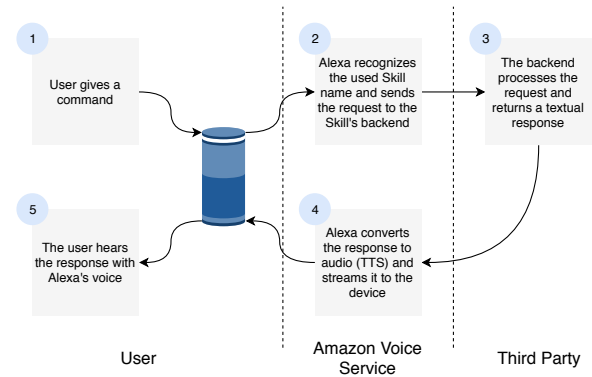 1
User gives a
command
2
Alexa recognizes
the used Skill
name and sends
the request to the
Skill's backend
3
The backend
processes the
request and
returns a textual
response
5
The user hears
the response with
Alexa's voice
4
Alexa converts
the response to
audio (TTS) and
streams it to the
device
User
Amazon Voice
Service
Third Party